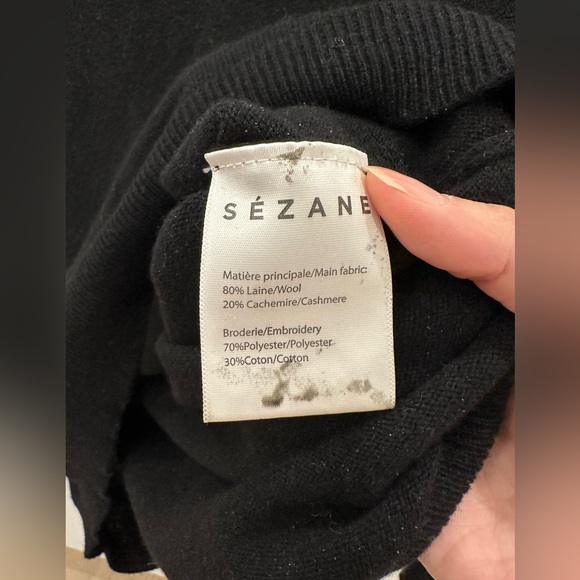 SÉZANE
Matière principale/Main fabric:
80% Laine/Wool
20% Cachemire/Cashmere
Broderie/Embroidery
70%Polyester/Polyester
30%Coton/Cotton